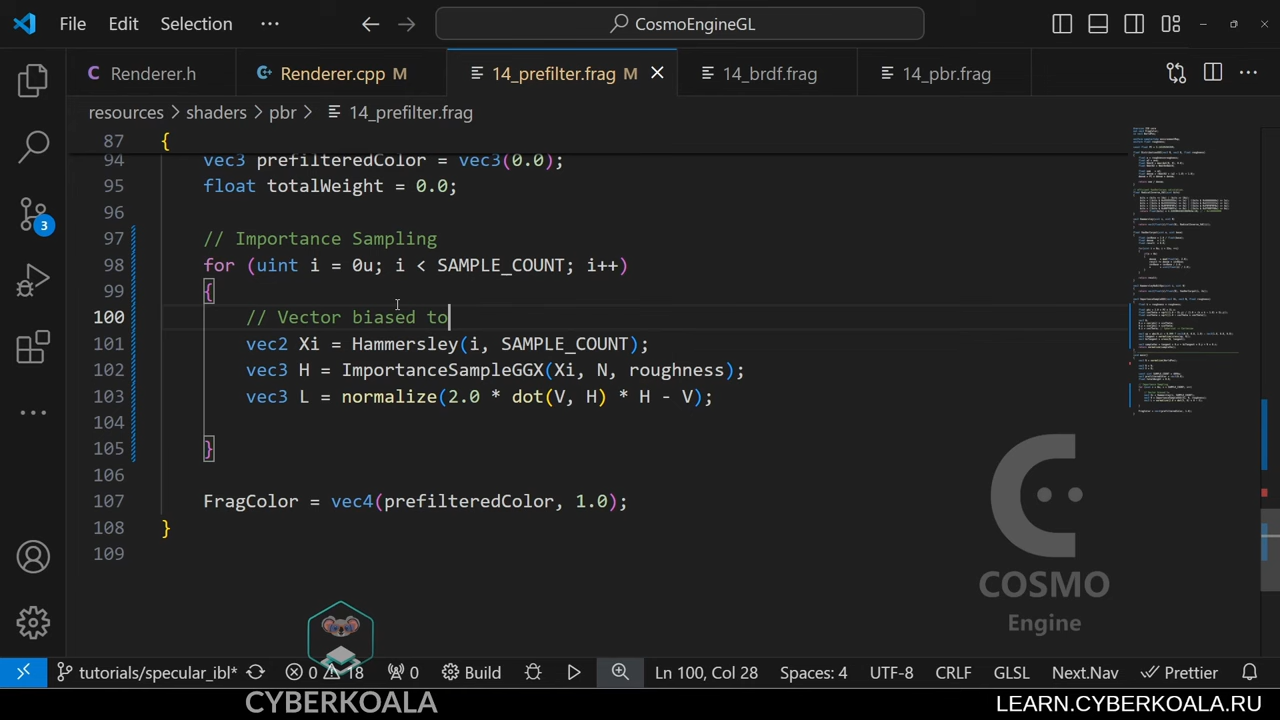 File Edit Selection ··· CosmoEngineGL
Renderer.h Renderer.cpp M 14_prefilter.frag M 14_brdf.frag 14_pbr.frag
resources > shaders > pbr > 14_prefilter.frag
87 {
94 vec3 prefilteredColor = vec3(0.0);
95 float totalWeight = 0.0;
96
97 // Importance Sampling
98 for (uint i = 0u; i < SAMPLE_COUNT; i++)
99 {
100 // Vector biased to
101 vec2 Xi = Hammersley(i, SAMPLE_COUNT);
102 vec3 H = ImportanceSampleGGX(Xi, N, roughness);
103 vec3 L = normalize(2.0 * dot(V, H) * H - V);
104
105 }
106
107 FragColor = vec4(prefilteredColor, 1.0);
108 }
109
3
COSMO
Engine
tutorials/specular_ibl* 0 18 0 Build Ln 100, Col 28 Spaces: 4 UTF-8 CRLF GLSL Next.Nav Prettier
CYBERKOALA
LEARN.CYBERKOALA.RU